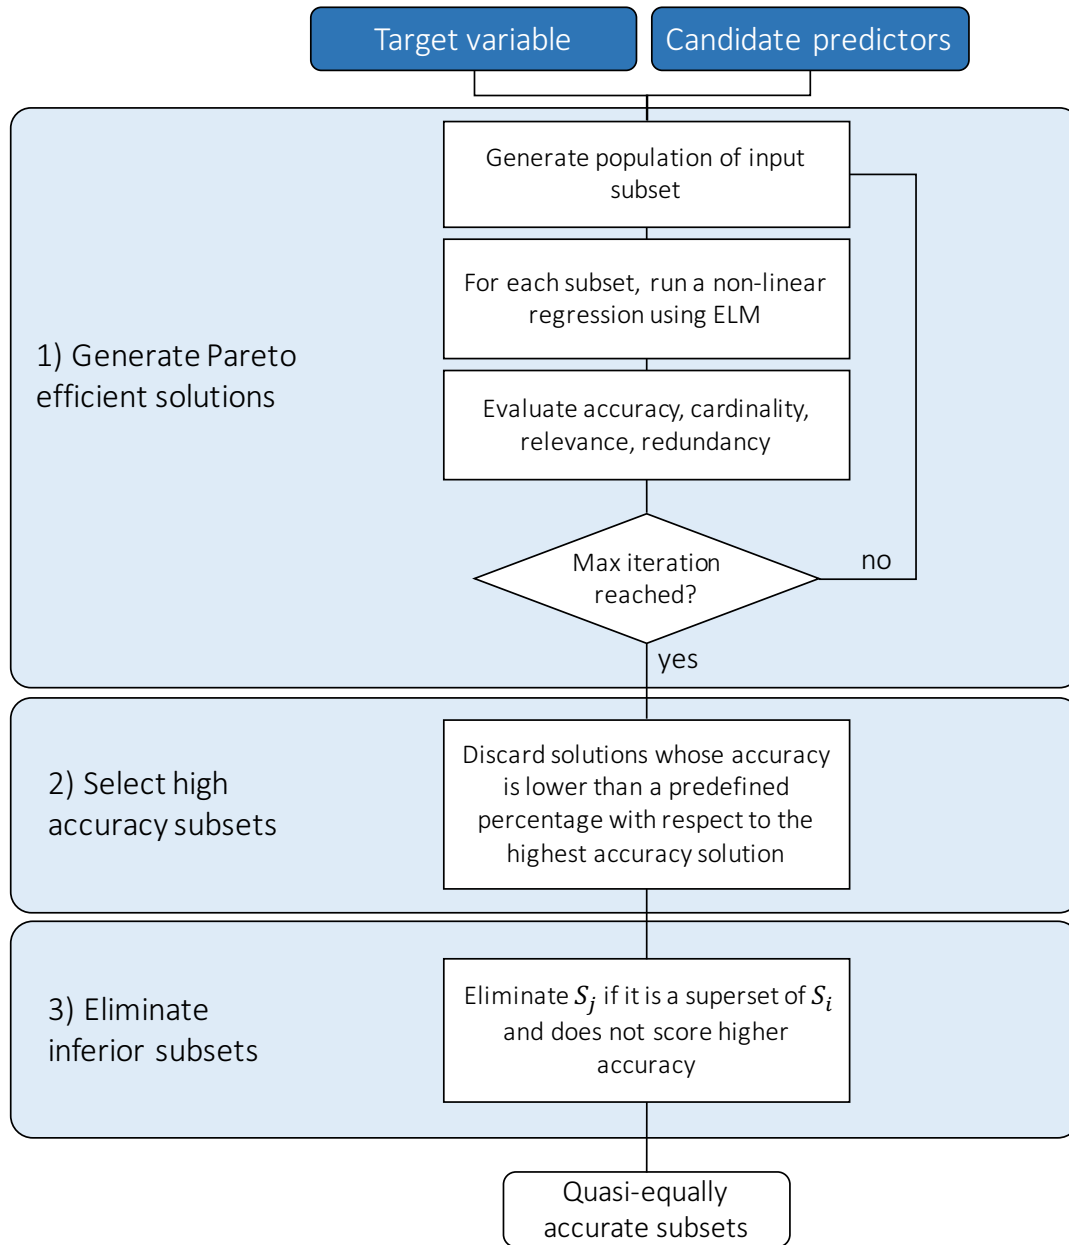 Target variable
Candidate predictors
Generate population of input
subset
For each subset, run a non-linear
regression using ELM
1) Generate Pareto
efficient solutions
Evaluate accuracy, cardinality,
relevance, redundancy
Max iteration
reached?
no
yes
2) Select high
accuracy subsets
Discard solutions whose accuracy
is lower than a predefined
percentage with respect to the
highest accuracy solution
3) Eliminate
inferior subsets
Eliminate S_j if it is a superset of S_i
and does not score higher
accuracy
Quasi-equally
accurate subsets